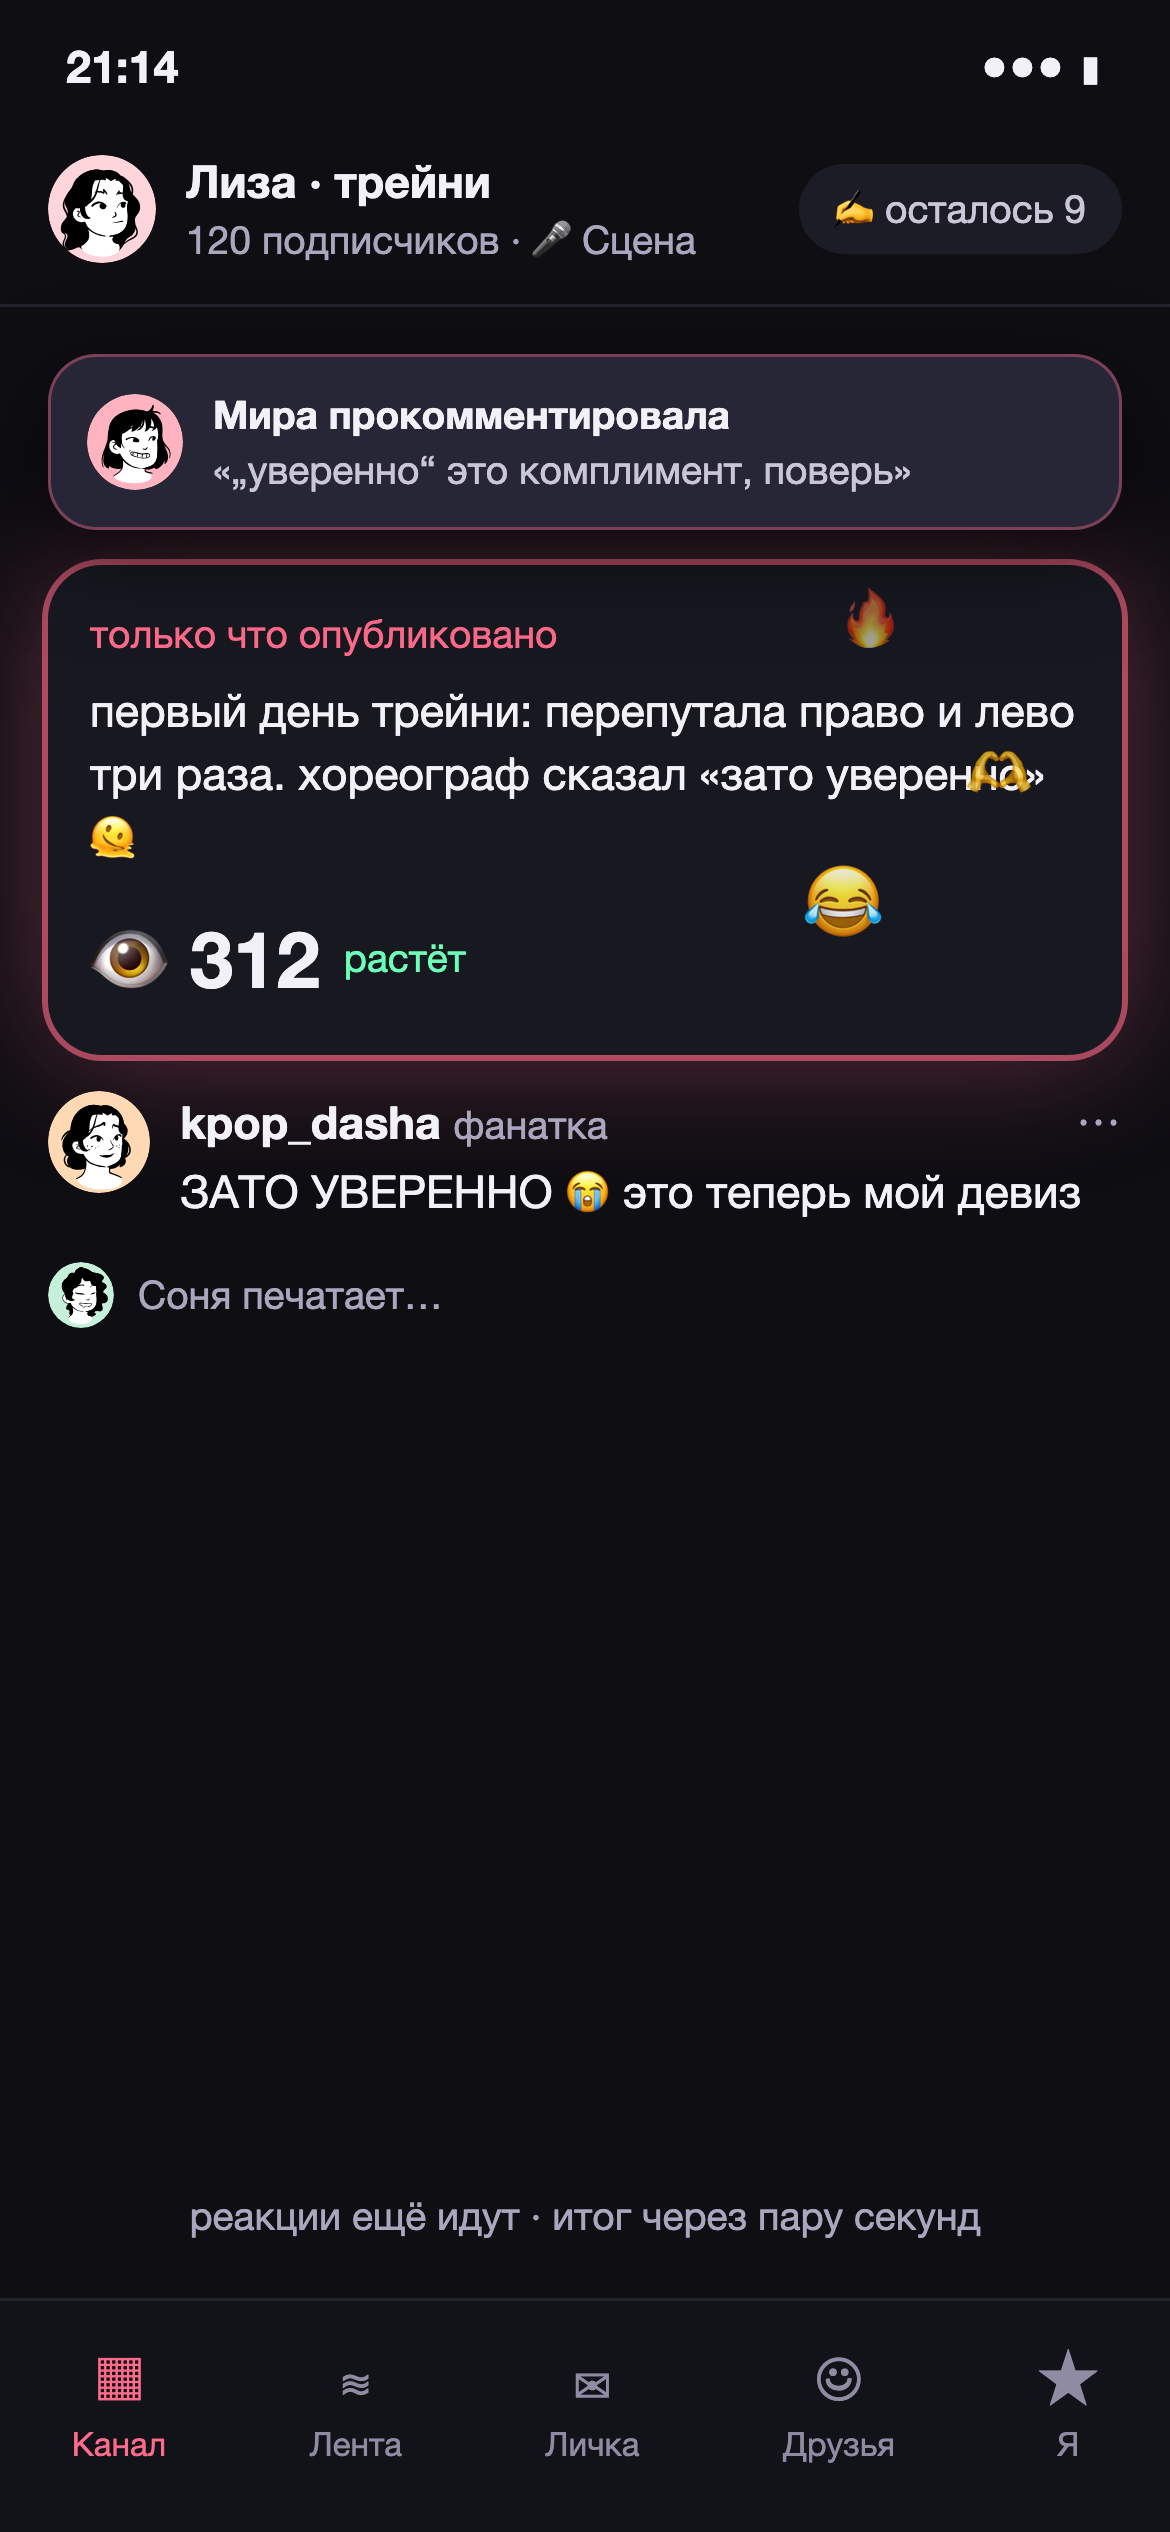 21:14
Лиза · трейни
120 подписчиков · 🎤 Сцена
✍️ осталось 9
Мира прокомментировала
«„уверенно“ это комплимент, поверь»
только что опубликовано
первый день трейни: перепутала право и лево
три раза. хореограф сказал «зато уверенно»
🫠
👁️ 312 растёт
kpop_dasha фанатка
ЗАТО УВЕРЕННО 😭 это теперь мой девиз
Соня печатает…
реакции ещё идут · итог через пару секунд
Канал
Лента
Личка
Друзья
Я